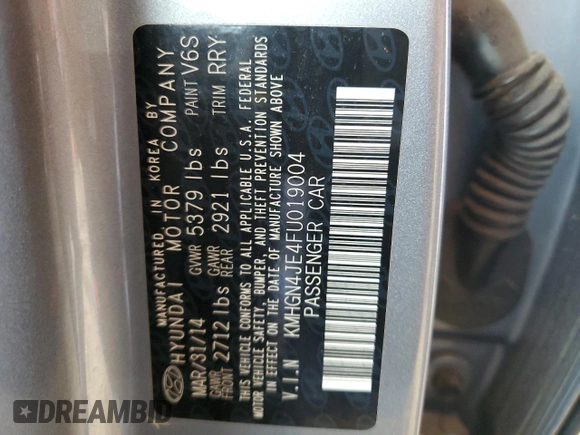 MANUFACTURED IN KOREA BY
HYUNDAI MOTOR COMPANY
MAR/31/14 GVWR 5379 lbs PAINT V6S
GAWR FRONT 2712 lbs GAWR REAR 2921 lbs TRIM RRY
THIS VEHICLE CONFORMS TO ALL APPLICABLE U.S.A. FEDERAL
MOTOR VEHICLE SAFETY, BUMPER, AND THEFT PREVENTION STANDARDS
IN EFFECT ON THE DATE OF MANUFACTURE SHOWN ABOVE
V.I.N KMHGN4JE4FU019004
PASSENGER CAR
DREAMBID